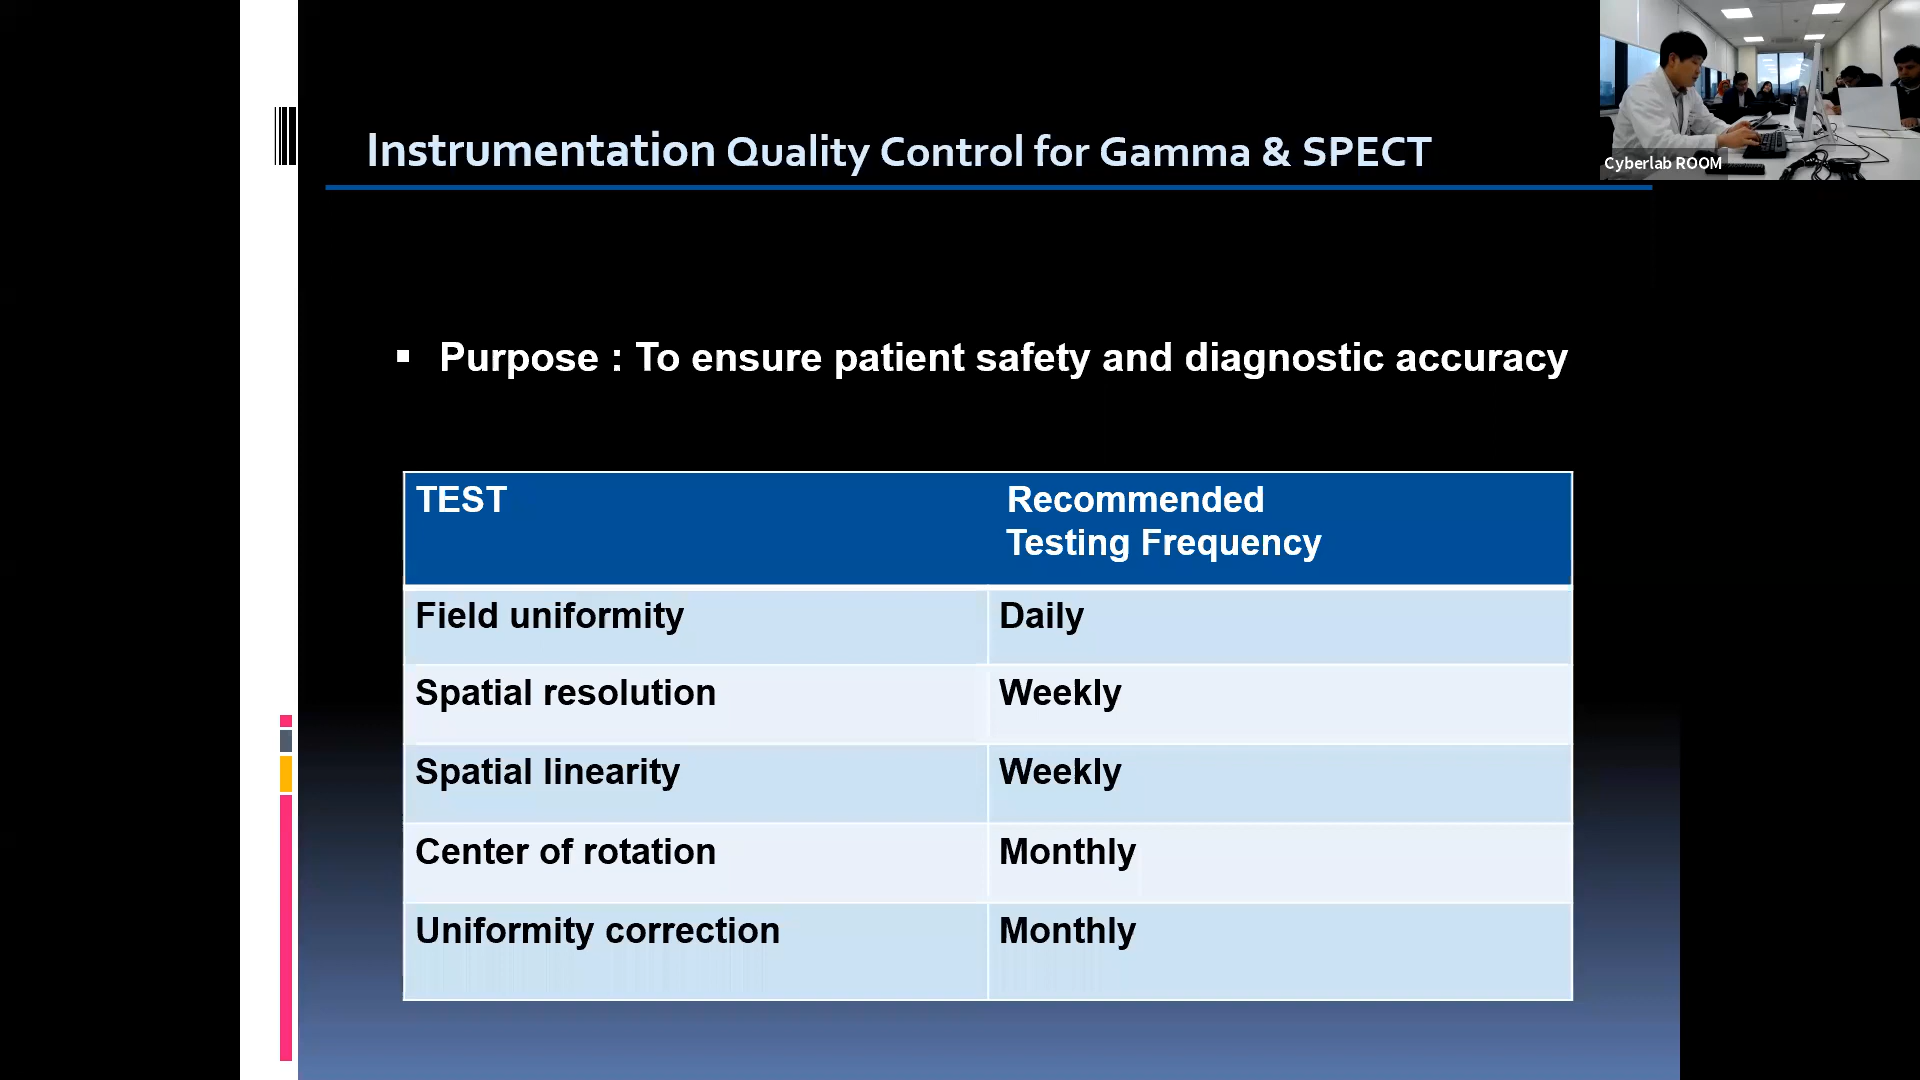 Instrumentation Quality Control for Gamma & SPECT
Cyberlab ROOM
▪ Purpose : To ensure patient safety and diagnostic accuracy
TEST
Recommended
Testing Frequency
Field uniformity
Daily
Spatial resolution
Weekly
Spatial linearity
Weekly
Center of rotation
Monthly
Uniformity correction
Monthly